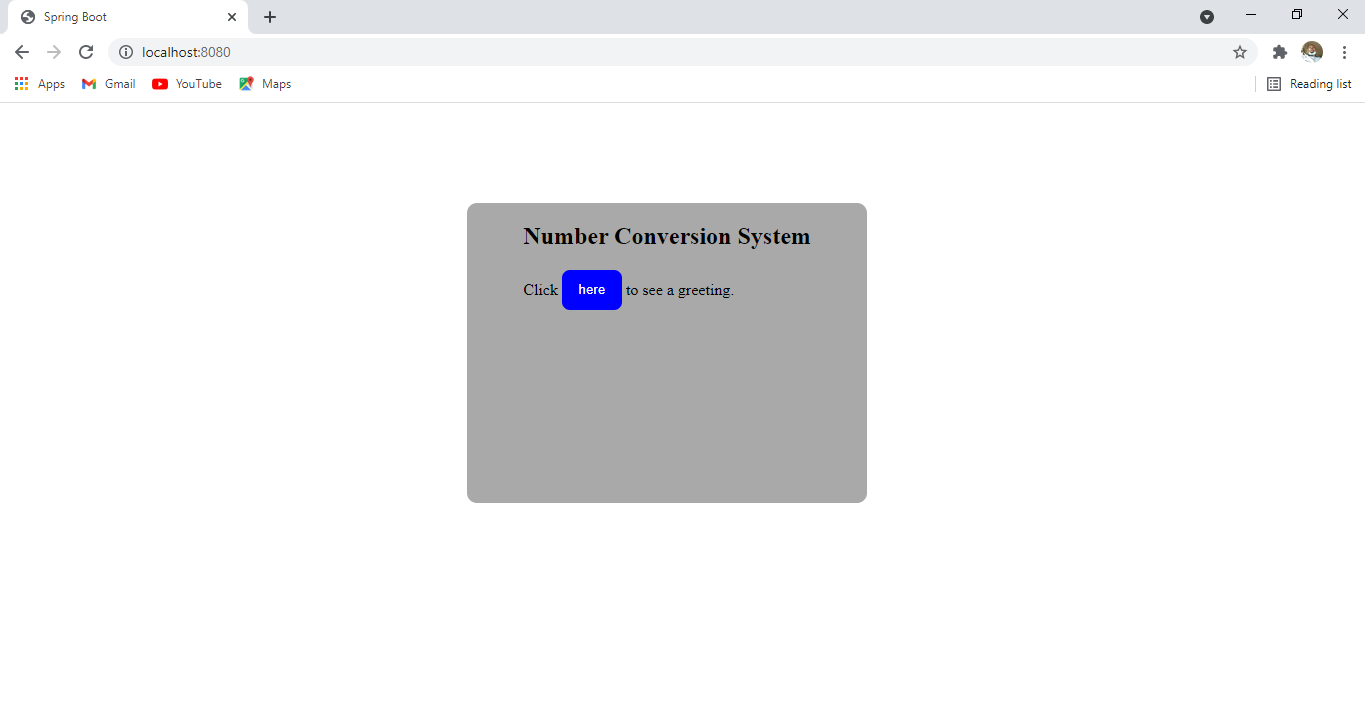 Spring Boot
localhost:8080
Apps Gmail YouTube Maps Reading list
Number Conversion System
Click here to see a greeting.